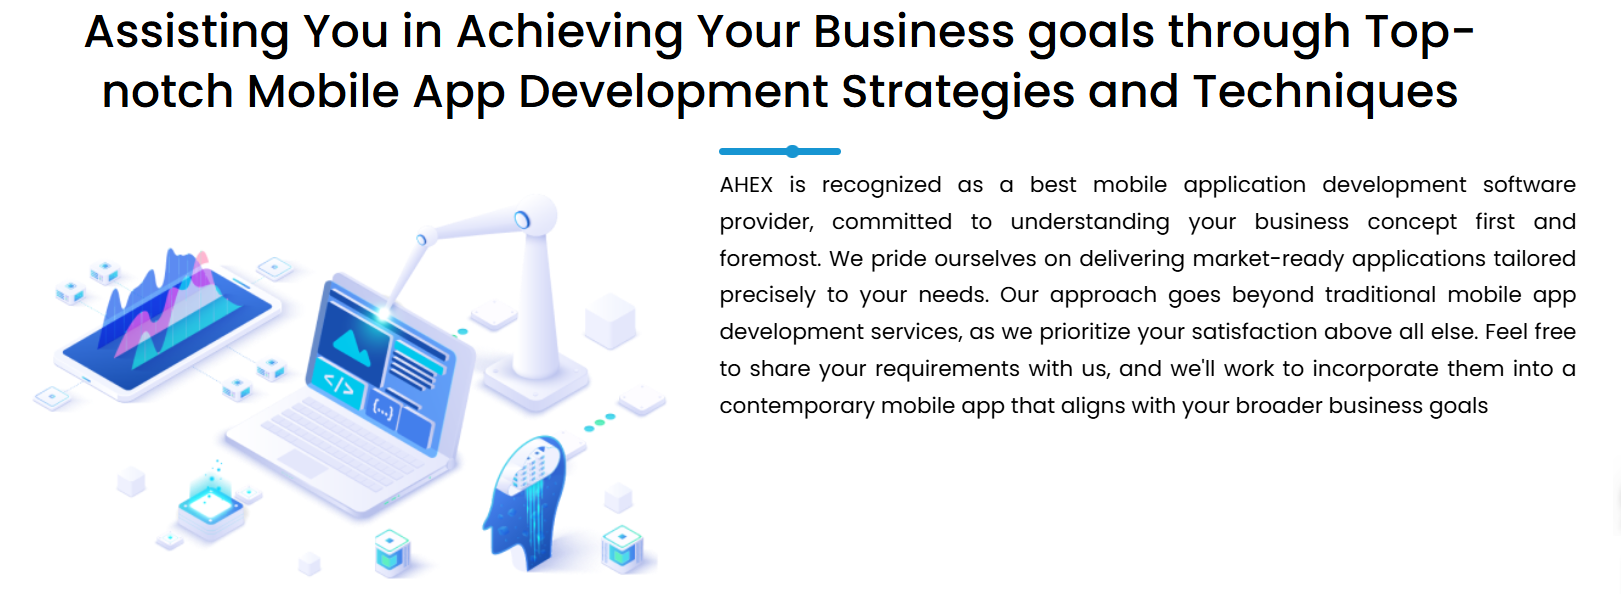 Assisting You in Achieving Your Business goals through Top-
notch Mobile App Development Strategies and Techniques
AHEX is recognized as a best mobile application development software
provider, committed to understanding your business concept first and
foremost. We pride ourselves on delivering market-ready applications tailored
precisely to your needs. Our approach goes beyond traditional mobile app
development services, as we prioritize your satisfaction above all else. Feel free
to share your requirements with us, and we'll work to incorporate them into a
contemporary mobile app that aligns with your broader business goals
</>
{...}